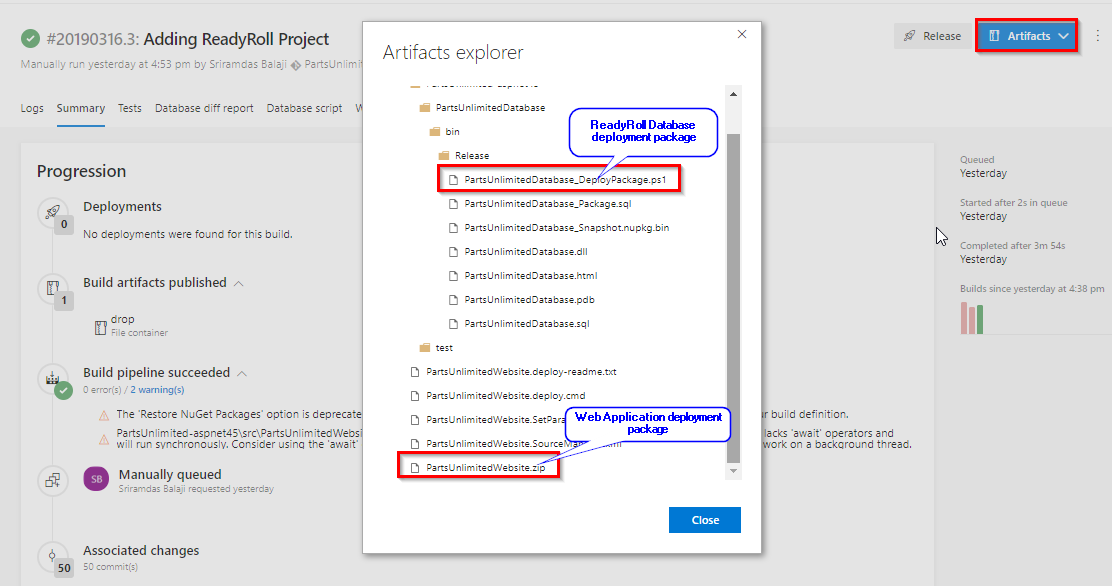 #20190316.3: Adding ReadyRoll Project
Manually run yesterday at 4:53 pm by Sriramdas Balaji PartsUnlimi
Release
Artifacts
Logs
Summary
Tests
Database diff report
Database script
W
Progression
0
Deployments
No deployments were found for this build.
1
Build artifacts published
drop
File container
Build pipeline succeeded
0 error(s) / 2 warning(s)
The 'Restore NuGet Packages' option is deprecate
ur build definition.
PartsUnlimited-aspnet45\src\PartsUnlimitedWebsi
lacks 'await' operators and
will run synchronously. Consider using the 'await'
work on a background thread.
SB
Manually queued
Sriramdas Balaji requested yesterday
50
Associated changes
50 commit(s)
Artifacts explorer
PartsUnlimitedDatabase
bin
Release
PartsUnlimitedDatabase_DeployPackage.ps1
PartsUnlimitedDatabase_Package.sql
PartsUnlimitedDatabase_Snapshot.nupkg.bin
PartsUnlimitedDatabase.dll
PartsUnlimitedDatabase.html
PartsUnlimitedDatabase.pdb
PartsUnlimitedDatabase.sql
test
PartsUnlimitedWebsite.deploy-readme.txt
PartsUnlimitedWebsite.deploy.cmd
PartsUnlimitedWebsite.SetPara
PartsUnlimitedWebsite.SourceMan
PartsUnlimitedWebsite.zip
ReadyRoll Database
deployment package
Web Application deployment
package
Close
Queued
Yesterday
Started after 2s in queue
Yesterday
Completed after 3m 54s
Yesterday
Builds since yesterday at 4:38 pm